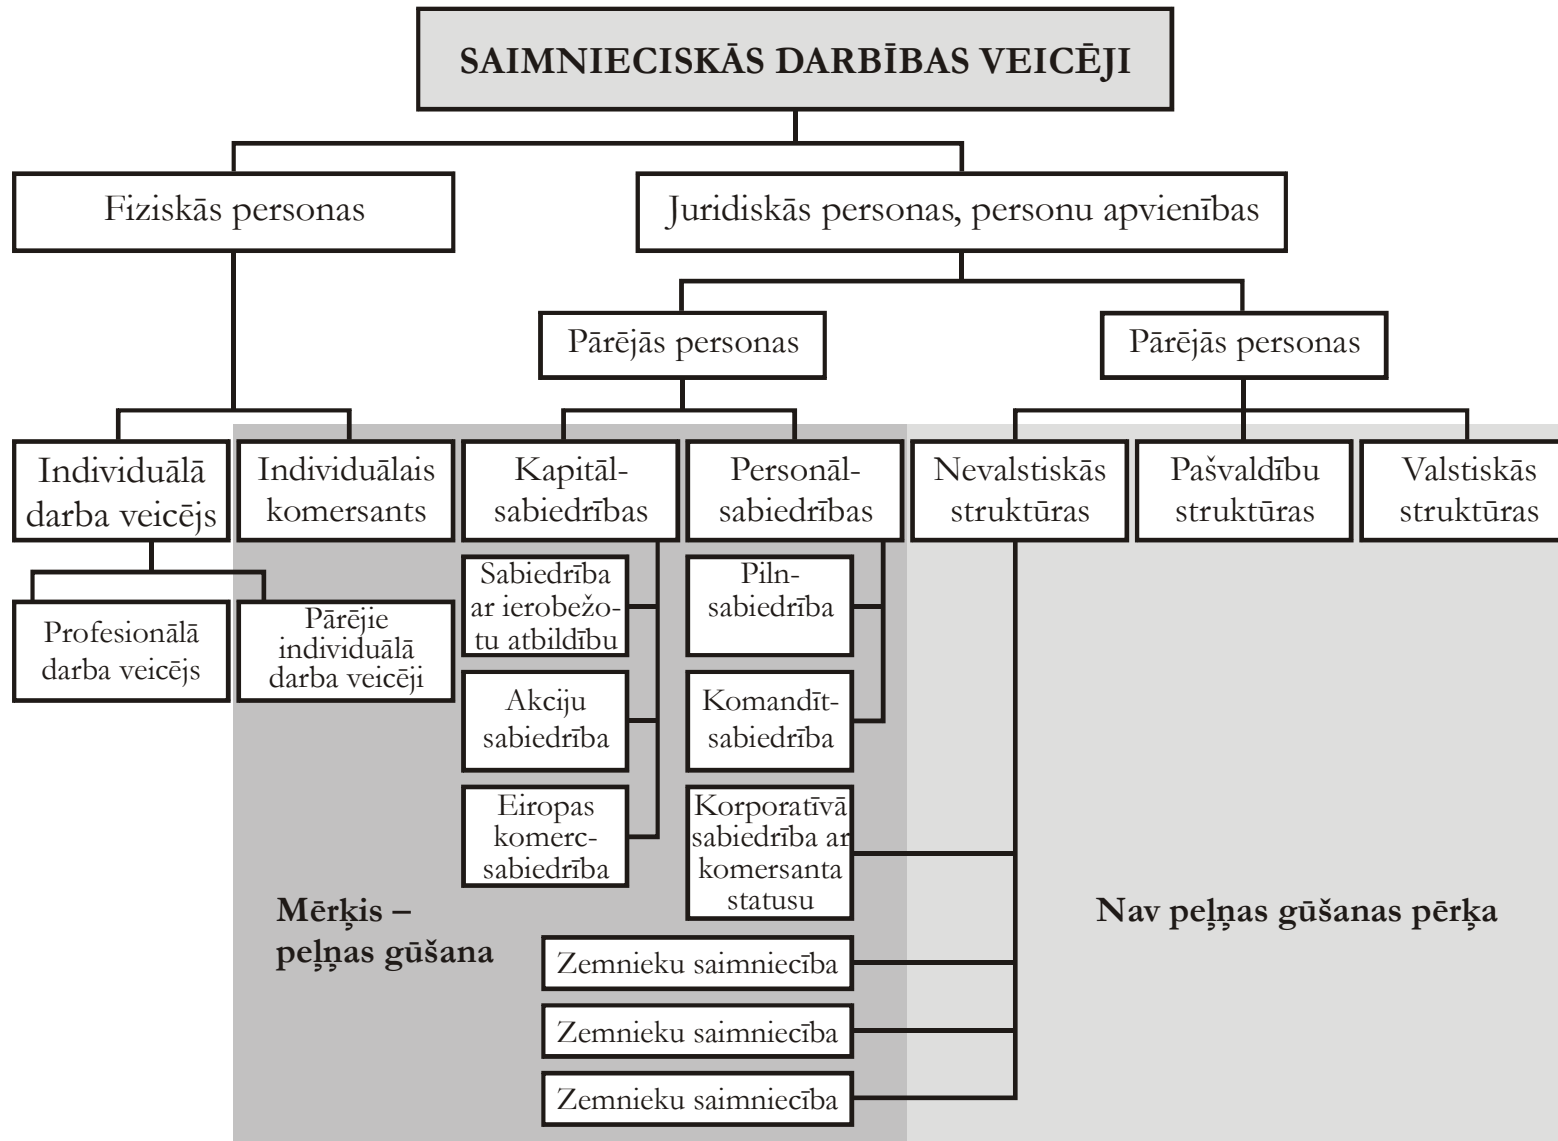 SAIMNIECISKĀS DARBĪBAS VEICĒJI
Fiziskās personas
Juridiskās personas, personu apvienības
Pārējās personas
Pārējās personas
Individuālā
darba veicējs
Individuālais
komersants
Kapitāl-
sabiedrības
Personāl-
sabiedrības
Nevalstiskās
struktūras
Pašvaldību
struktūras
Valstiskās
struktūras
Profesionālā
darba veicējs
Pārējie
individuālā
darba veicēji
Sabiedrība
ar ierobežo-
tu atbildību
Piln-
sabiedrība
Akciju
sabiedrība
Komandīt-
sabiedrība
Eiropas
komerc-
sabiedrība
Korporatīvā
sabiedrība ar
komersanta
statusu
Mērķis –
peļņas gūšana
Nav peļņas gūšanas pērķa
Zemnieku saimniecība
Zemnieku saimniecība
Zemnieku saimniecība